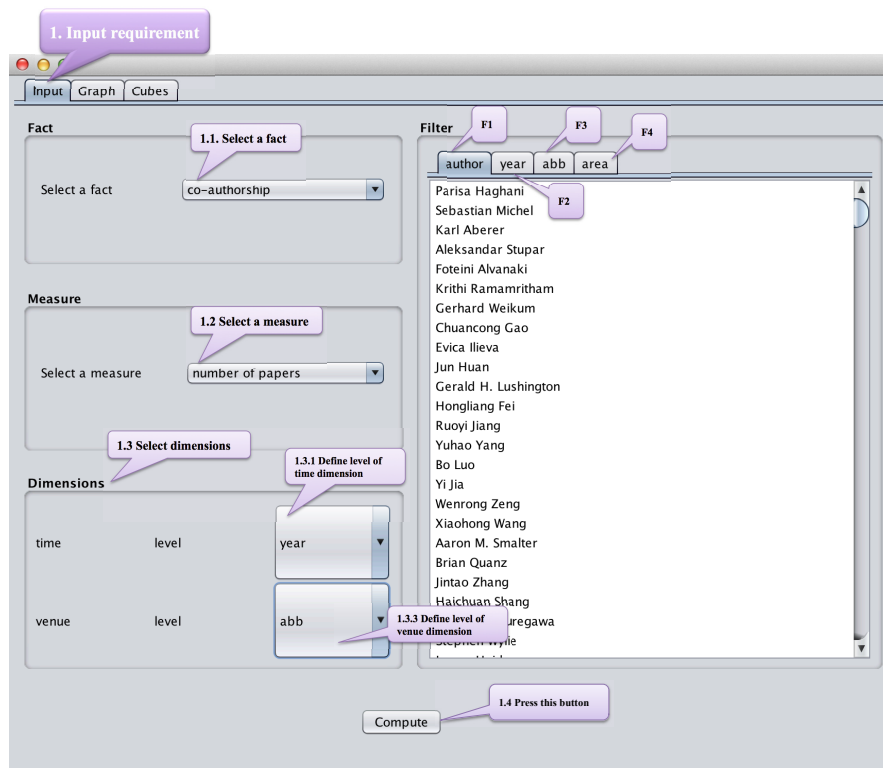 1. Input requirement
Input Graph Cubes
Fact
1.1. Select a fact
Select a fact co-authorship
Measure
1.2 Select a measure
Select a measure number of papers
1.3 Select dimensions
1.3.1 Define level of
time dimension
Dimensions
time level year
venue level abb
1.3.3 Define level of
venue dimension
Filter
F1
F3
F4
author year abb area
F2
Parisa Haghani
Sebastian Michel
Karl Aberer
Aleksandar Stupar
Foteini Alvanaki
Krithi Ramamritham
Gerhard Weikum
Chuancong Gao
Evica Ilieva
Jun Huan
Gerald H. Lushington
Hongliang Fei
Ruoyi Jiang
Yuhao Yang
Bo Luo
Yi Jia
Wenrong Zeng
Xiaohong Wang
Aaron M. Smalter
Brian Quanz
Jintao Zhang
Haichuan Shang
Stephen Wylie
Compute
1.4 Press this button